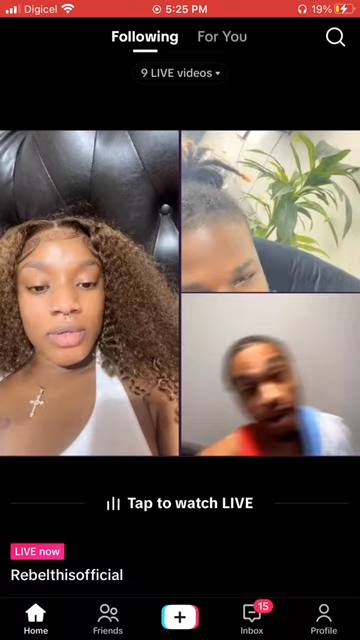 Digicel 5:25 PM 19%
Following For You
9 LIVE videos
Tap to watch LIVE
LIVE now
Rebelthisofficial
15
Home Friends Inbox Profile